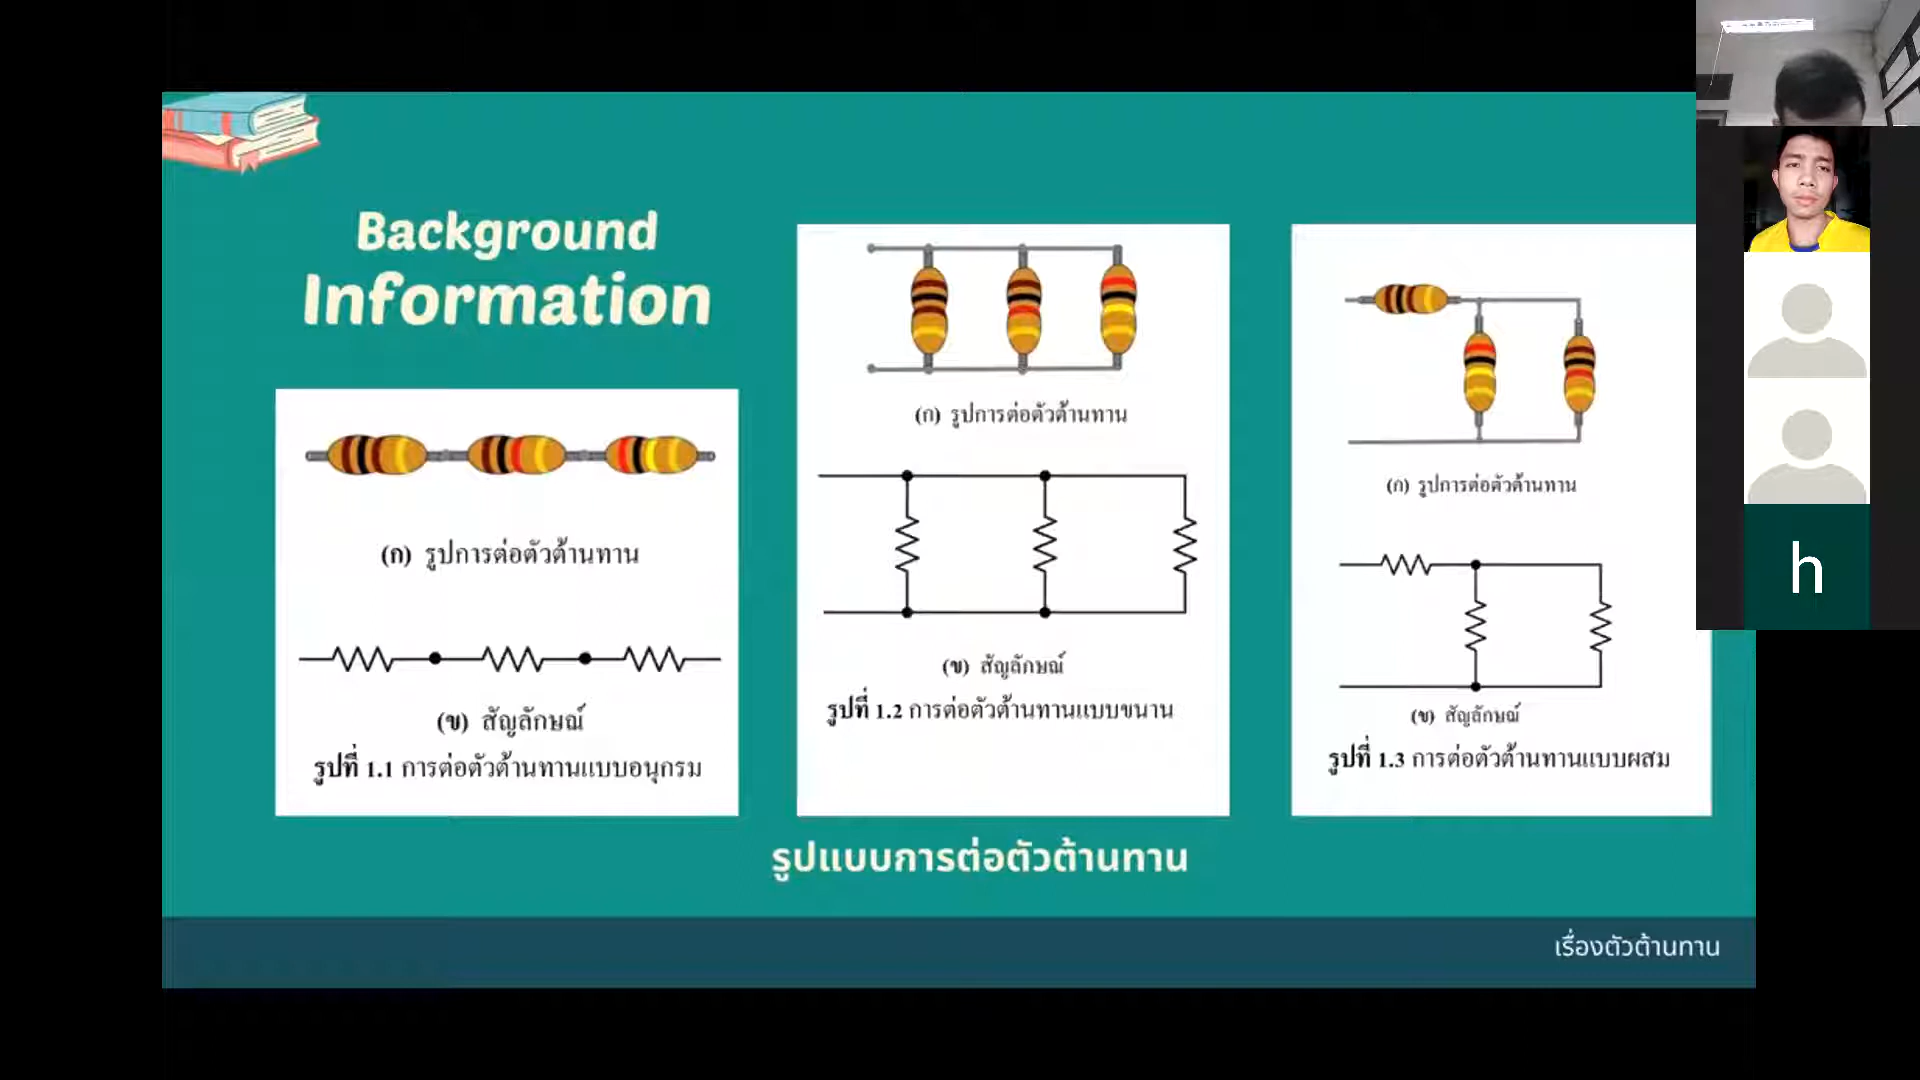 Background
Information
(ก) รูปการต่อตัวต้านทาน
(ข) สัญลักษณ์
รูปที่ 1.1 การต่อตัวต้านทานแบบอนุกรม
(ก) รูปการต่อตัวต้านทาน
(ข) สัญลักษณ์
รูปที่ 1.2 การต่อตัวต้านทานแบบขนาน
(ก) รูปการต่อตัวต้านทาน
(ข) สัญลักษณ์
รูปที่ 1.3 การต่อตัวต้านทานแบบผสม
รูปแบบการต่อตัวต้านทาน
เรื่องตัวต้านทาน
h